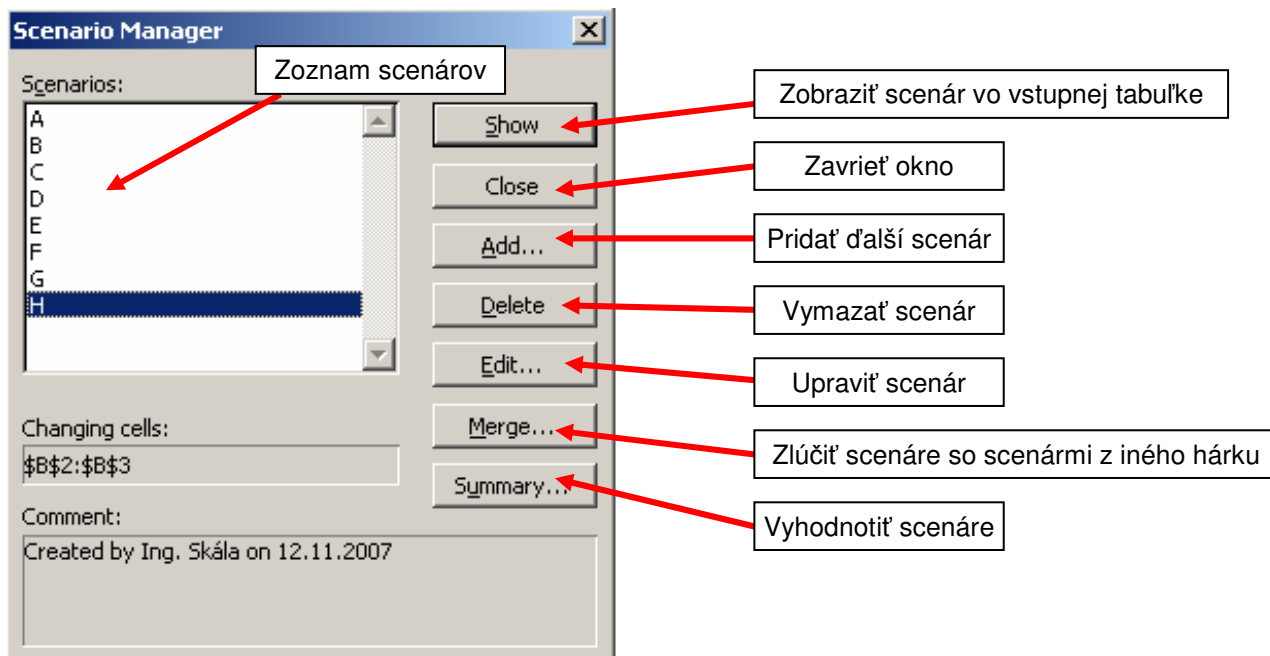 Scenario Manager
Scenarios:
Zoznam scenárov
A
B
C
D
E
F
G
H
Show
Close
Add...
Delete
Edit...
Merge...
Summary...
Changing cells:
$B$2:$B$3
Comment:
Created by Ing. Skála on 12.11.2007
Zobraziť scenár vo vstupnej tabuľke
Zavrieť okno
Pridať ďalší scenár
Vymazať scenár
Upraviť scenár
Zlúčiť scenáre so scenármi z iného hárku
Vyhodnotiť scenáre